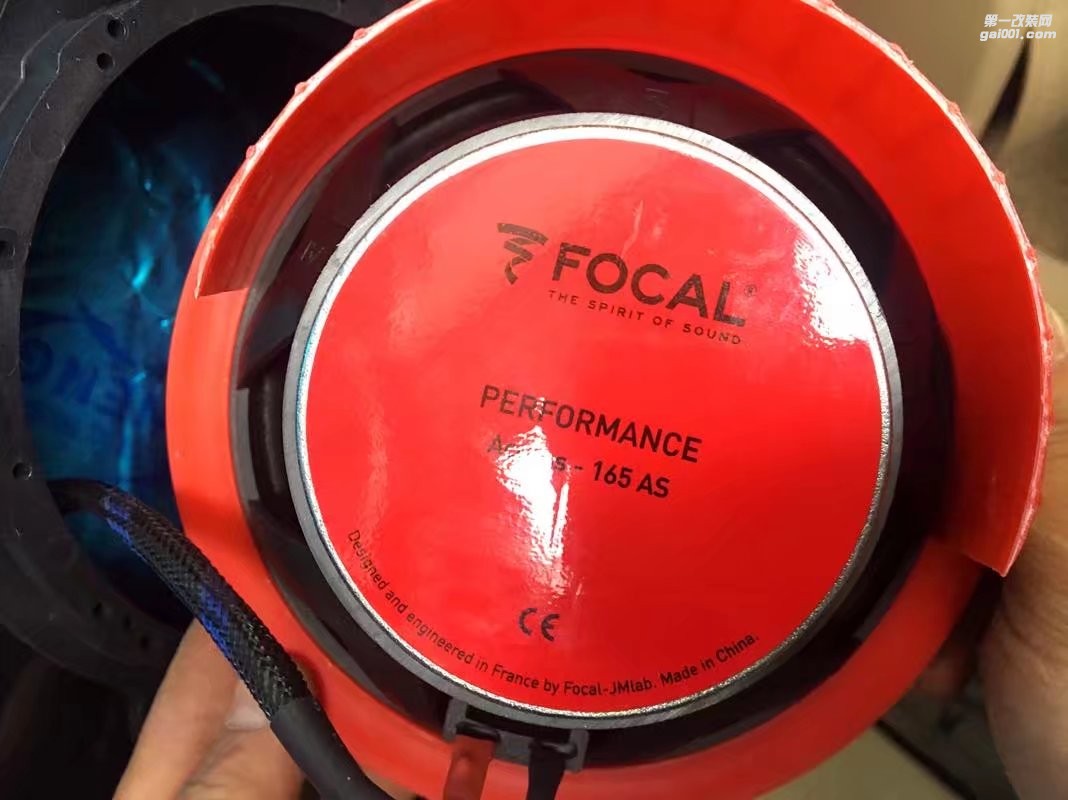 第一改装网
gai001.com
FOCAL®
THE SPIRIT OF SOUND
PERFORMANCE
- 165 AS
CE
Designed and engineered in France by Focal-JMlab. Made in China.